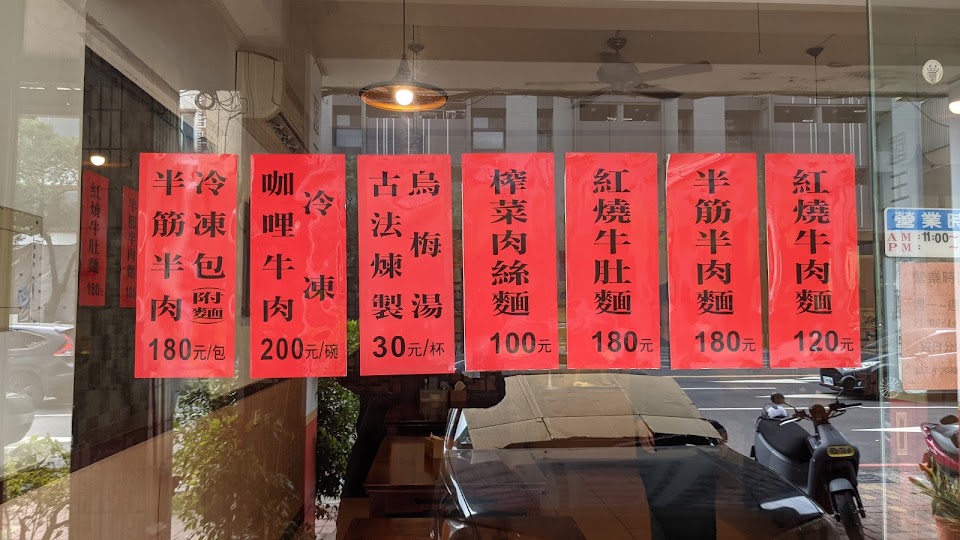 紅燒牛肉麵
120元
半筋半肉麵
180元
紅燒牛肚麵
180元
榨菜肉絲麵
100元
烏梅湯
古法煉製
30元/杯
冷凍
咖哩牛肉
200元/碗
冷凍包附麵
半筋半肉
180元/包
紅燒牛肚麵
180
營業時
AM:11:00~
PM: